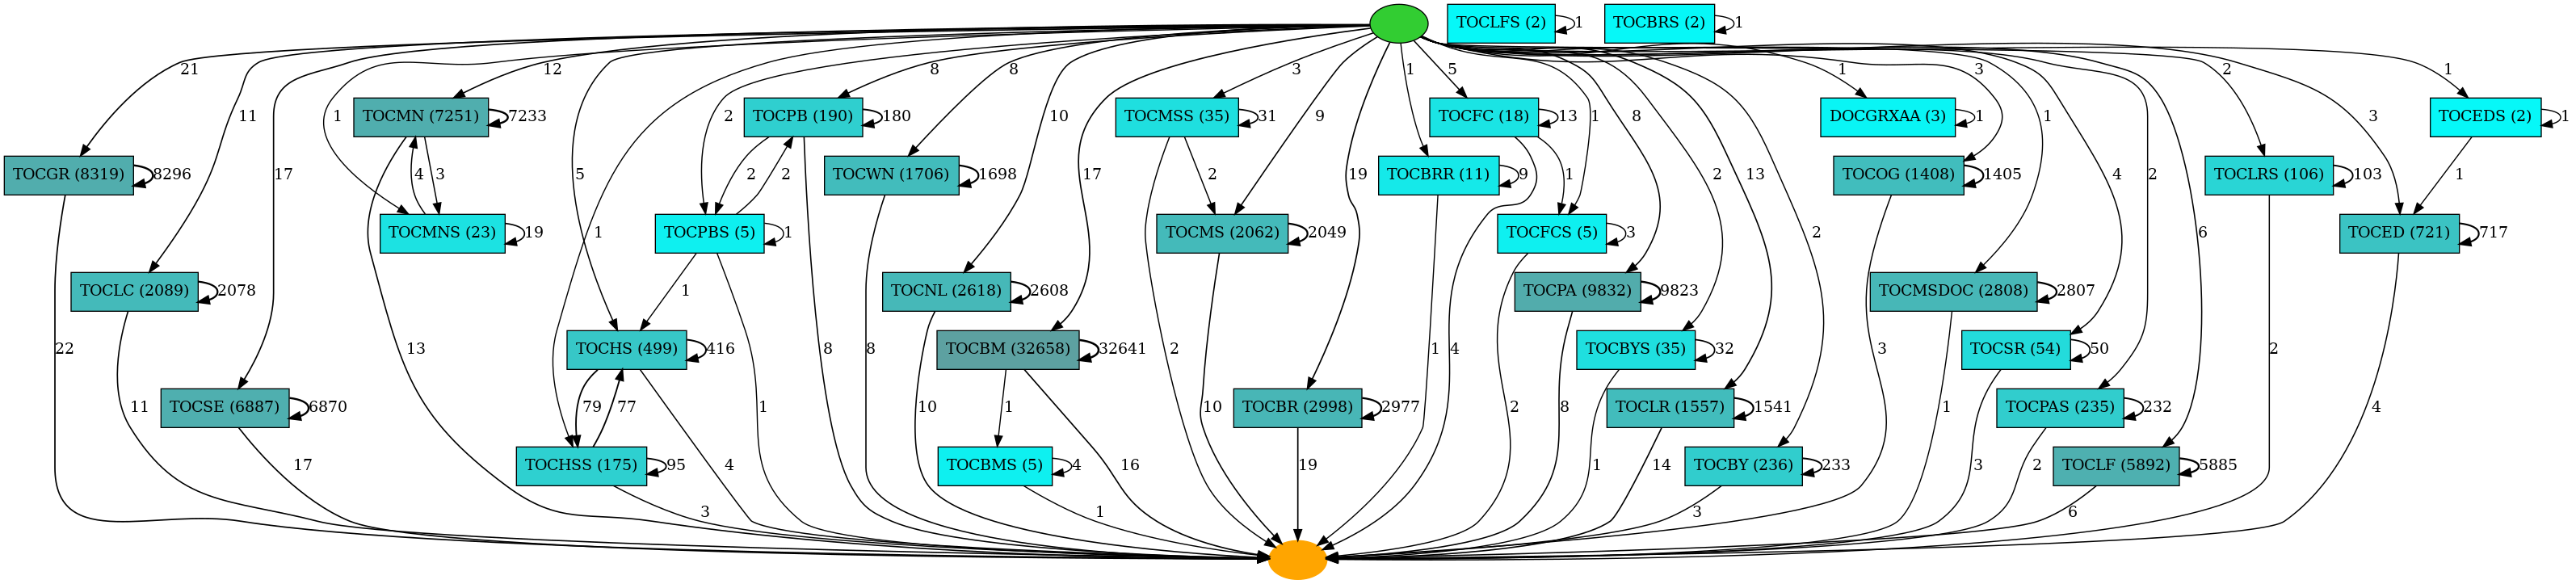 TOCLFS (2) 1 TOCBRS (2) 1
21 11 17 1 12 5 1 2 8 8 10 17 3 9 19 1 5 1 8 2 13 2 1 3 1 4 2 6 2 3 1
TOCMN (7251) 7233 TOCPB (190) 180 TOCMSS (35) 31 TOCFC (18) 13 DOCGRXAA (3) 1 TOCEDS (2) 1
TOCGR (8319) 8296 4 3 2 2 TOCWN (1706) 1698 2 TOCBRR (11) 9 1 TOCOG (1408) 1405 TOCLRS (106) 103 1
TOCMNS (23) 19 TOCPBS (5) 1 TOCMS (2062) 2049 TOCFCS (5) 3 TOCED (721) 717
TOCLC (2089) 2078 1 TOCNL (2618) 2608 TOCPA (9832) 9823 TOCMSDOC (2808) 2807
22 13 TOCHS (499) 416 8 8 TOCBM (32658) 32641 2 1 4 TOCBYS (35) 32 3 TOCSR (54) 50 2
11 TOCSE (6887) 6870 79 77 1 10 1 10 TOCBR (2998) 2977 2 8 TOCLR (1557) 1541 1 TOCPAS (235) 232 4
17 TOCHSS (175) 95 4 TOCBMS (5) 4 16 19 1 14 TOCBY (236) 233 3 2 TOCLF (5892) 5885
3 1 3 6